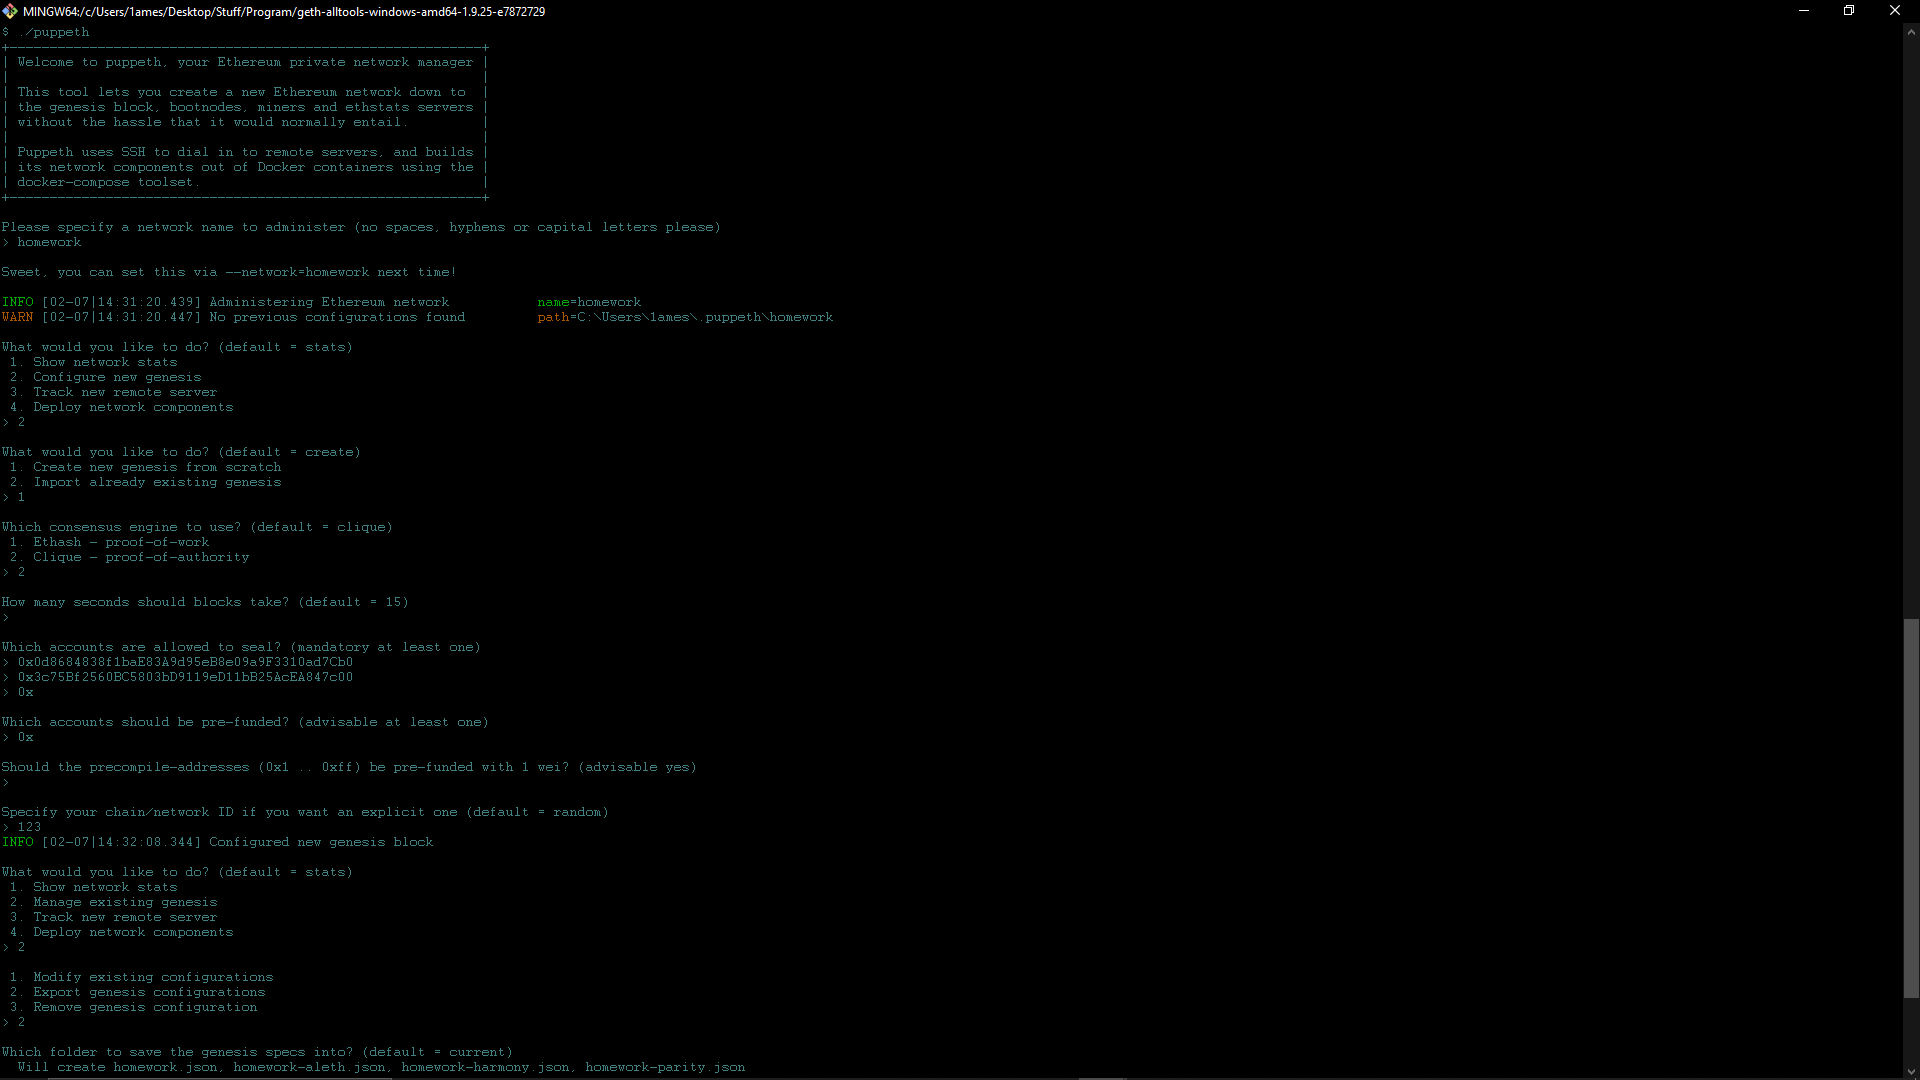 MINGW64:/c/Users/1ames/Desktop/Stuff/Program/geth-alltools-windows-amd64-1.9.25-e7872729
$ ./puppeth
+-----------------------------------------------------------+
| Welcome to puppeth, your Ethereum private network manager |
|                                                           |
| This tool lets you create a new Ethereum network down to  |
| the genesis block, bootnodes, miners and ethstats servers |
| without the hassle that it would normally entail.         |
|                                                           |
| Puppeth uses SSH to dial in to remote servers, and builds |
| its network components out of Docker containers using the |
| docker-compose toolset.                                   |
+-----------------------------------------------------------+
Please specify a network name to administer (no spaces, hyphens or capital letters please)
> homework
Sweet, you can set this via --network=homework next time!
INFO [02-07|14:31:20.439] Administering Ethereum network           name=homework
WARN [02-07|14:31:20.447] No previous configurations found         path=C:\Users\1ames\.puppeth\homework
What would you like to do? (default = stats)
 1. Show network stats
 2. Configure new genesis
 3. Track new remote server
 4. Deploy network components
> 2
What would you like to do? (default = create)
 1. Create new genesis from scratch
 2. Import already existing genesis
> 1
Which consensus engine to use? (default = clique)
 1. Ethash - proof-of-work
 2. Clique - proof-of-authority
> 2
How many seconds should blocks take? (default = 15)
>
Which accounts are allowed to seal? (mandatory at least one)
> 0x0d8684838f1baE83A9d95eB8e09a9F3310ad7Cb0
> 0x3c75Bf2560BC5803bD9119eD11bB25AcEA847c00
> 0x
Which accounts should be pre-funded? (advisable at least one)
> 0x
Should the precompile-addresses (0x1 .. 0xff) be pre-funded with 1 wei? (advisable yes)
>
Specify your chain/network ID if you want an explicit one (default = random)
> 123
INFO [02-07|14:32:08.344] Configured new genesis block
What would you like to do? (default = stats)
 1. Show network stats
 2. Manage existing genesis
 3. Track new remote server
 4. Deploy network components
> 2
 1. Modify existing configurations
 2. Export genesis configurations
 3. Remove genesis configuration
> 2
Which folder to save the genesis specs into? (default = current)
  Will create homework.json, homework-aleth.json, homework-harmony.json, homework-parity.json